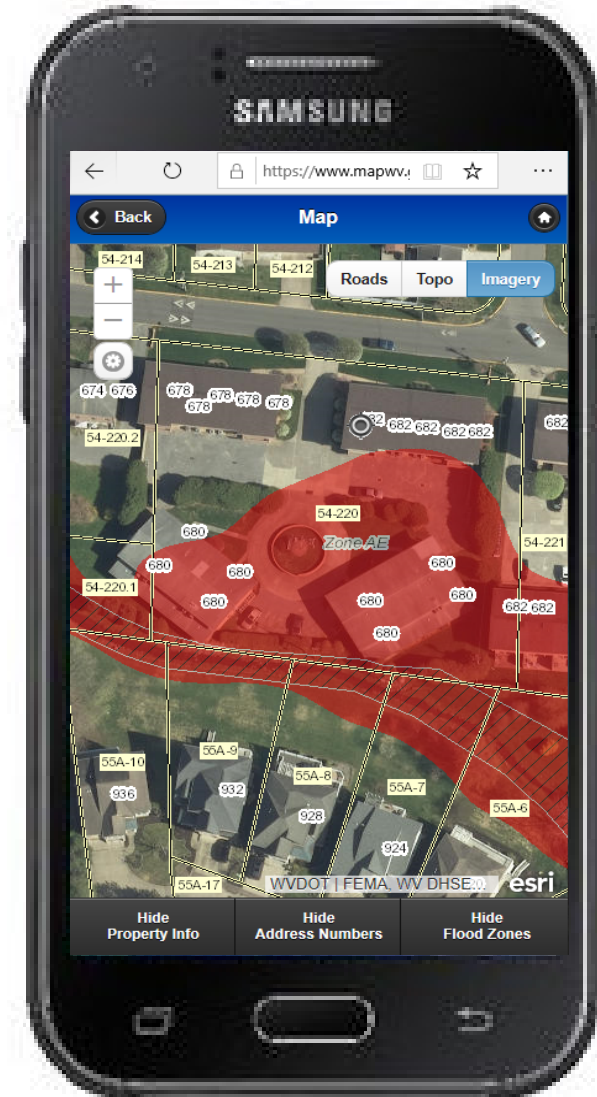 SAMSUNG
https://www.mapwv.g
Back
Map
54-214
54-213
54-212
Roads
Topo
Imagery
674 676
678 678 678 678 678
682 682 682 682 682
682
54-220.2
54-220
Zone AE
680
54-221
680
680
680
680
680
680
680
682 682
54-220.1
55A-10
55A-9
55A-8
55A-7
55A-6
936
932
928
924
55A-17
WVDOT | FEMA, WV DHSE...
esri
Hide
Property Info
Hide
Address Numbers
Hide
Flood Zones